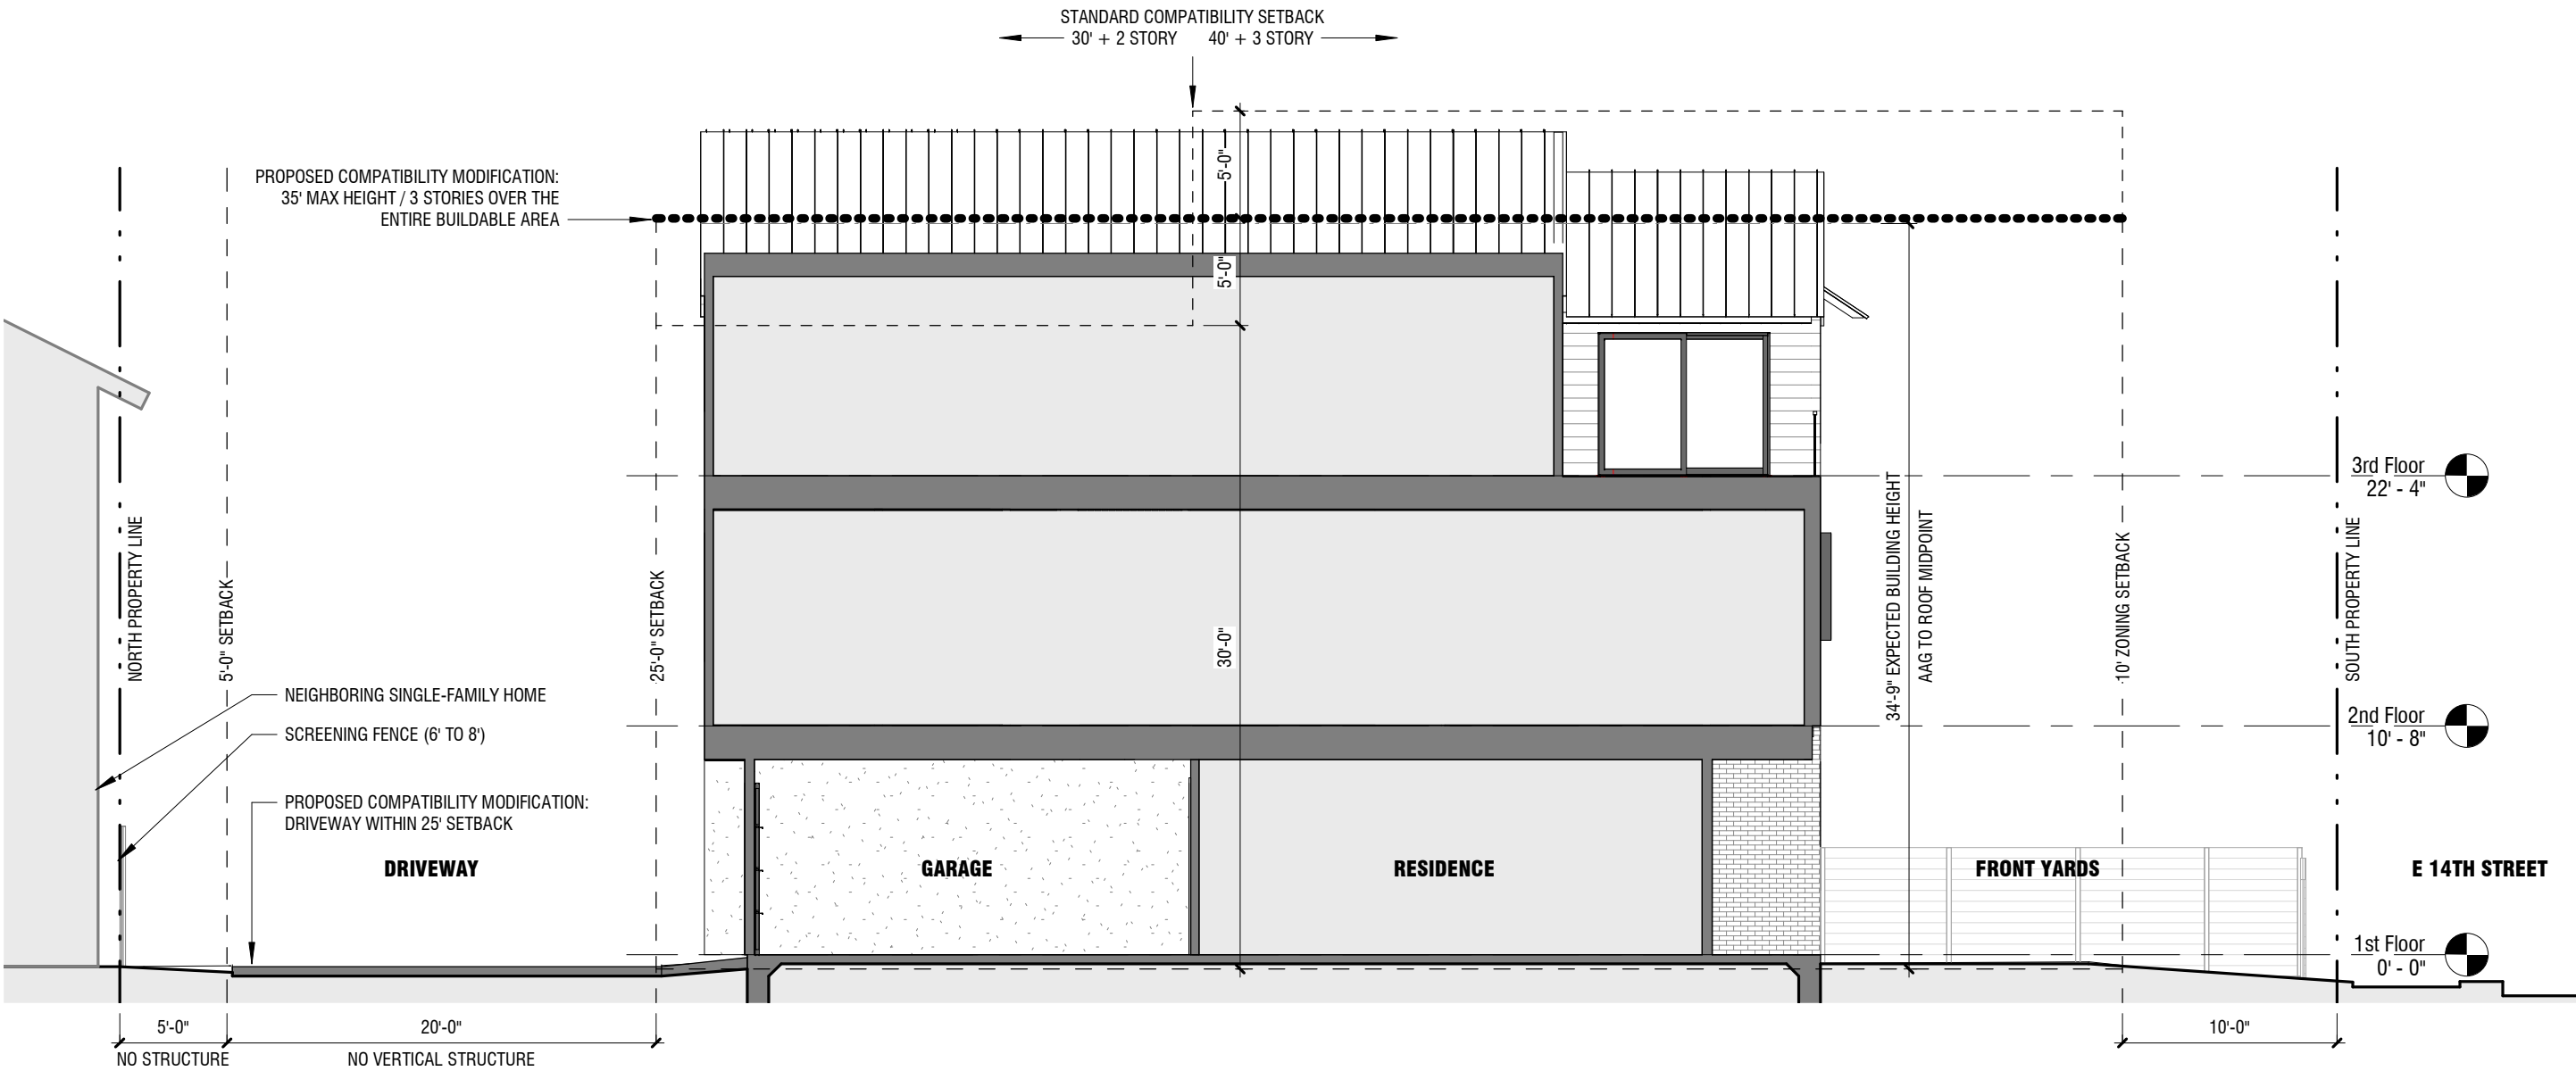 STANDARD COMPATIBILITY SETBACK
30' + 2 STORY 40' + 3 STORY
PROPOSED COMPATIBILITY MODIFICATION:
35' MAX HEIGHT / 3 STORIES OVER THE
ENTIRE BUILDABLE AREA
5'-0"
5'-0"
30'-0"
NORTH PROPERTY LINE
5'-0" SETBACK
25'-0" SETBACK
34'-9" EXPECTED BUILDING HEIGHT
AAG TO ROOF MIDPOINT
10' ZONING SETBACK
SOUTH PROPERTY LINE
3rd Floor
22' - 4"
2nd Floor
10' - 8"
1st Floor
0' - 0"
NEIGHBORING SINGLE-FAMILY HOME
SCREENING FENCE (6' TO 8')
PROPOSED COMPATIBILITY MODIFICATION:
DRIVEWAY WITHIN 25' SETBACK
DRIVEWAY
GARAGE
RESIDENCE
FRONT YARDS
E 14TH STREET
5'-0"
20'-0"
10'-0"
NO STRUCTURE
NO VERTICAL STRUCTURE